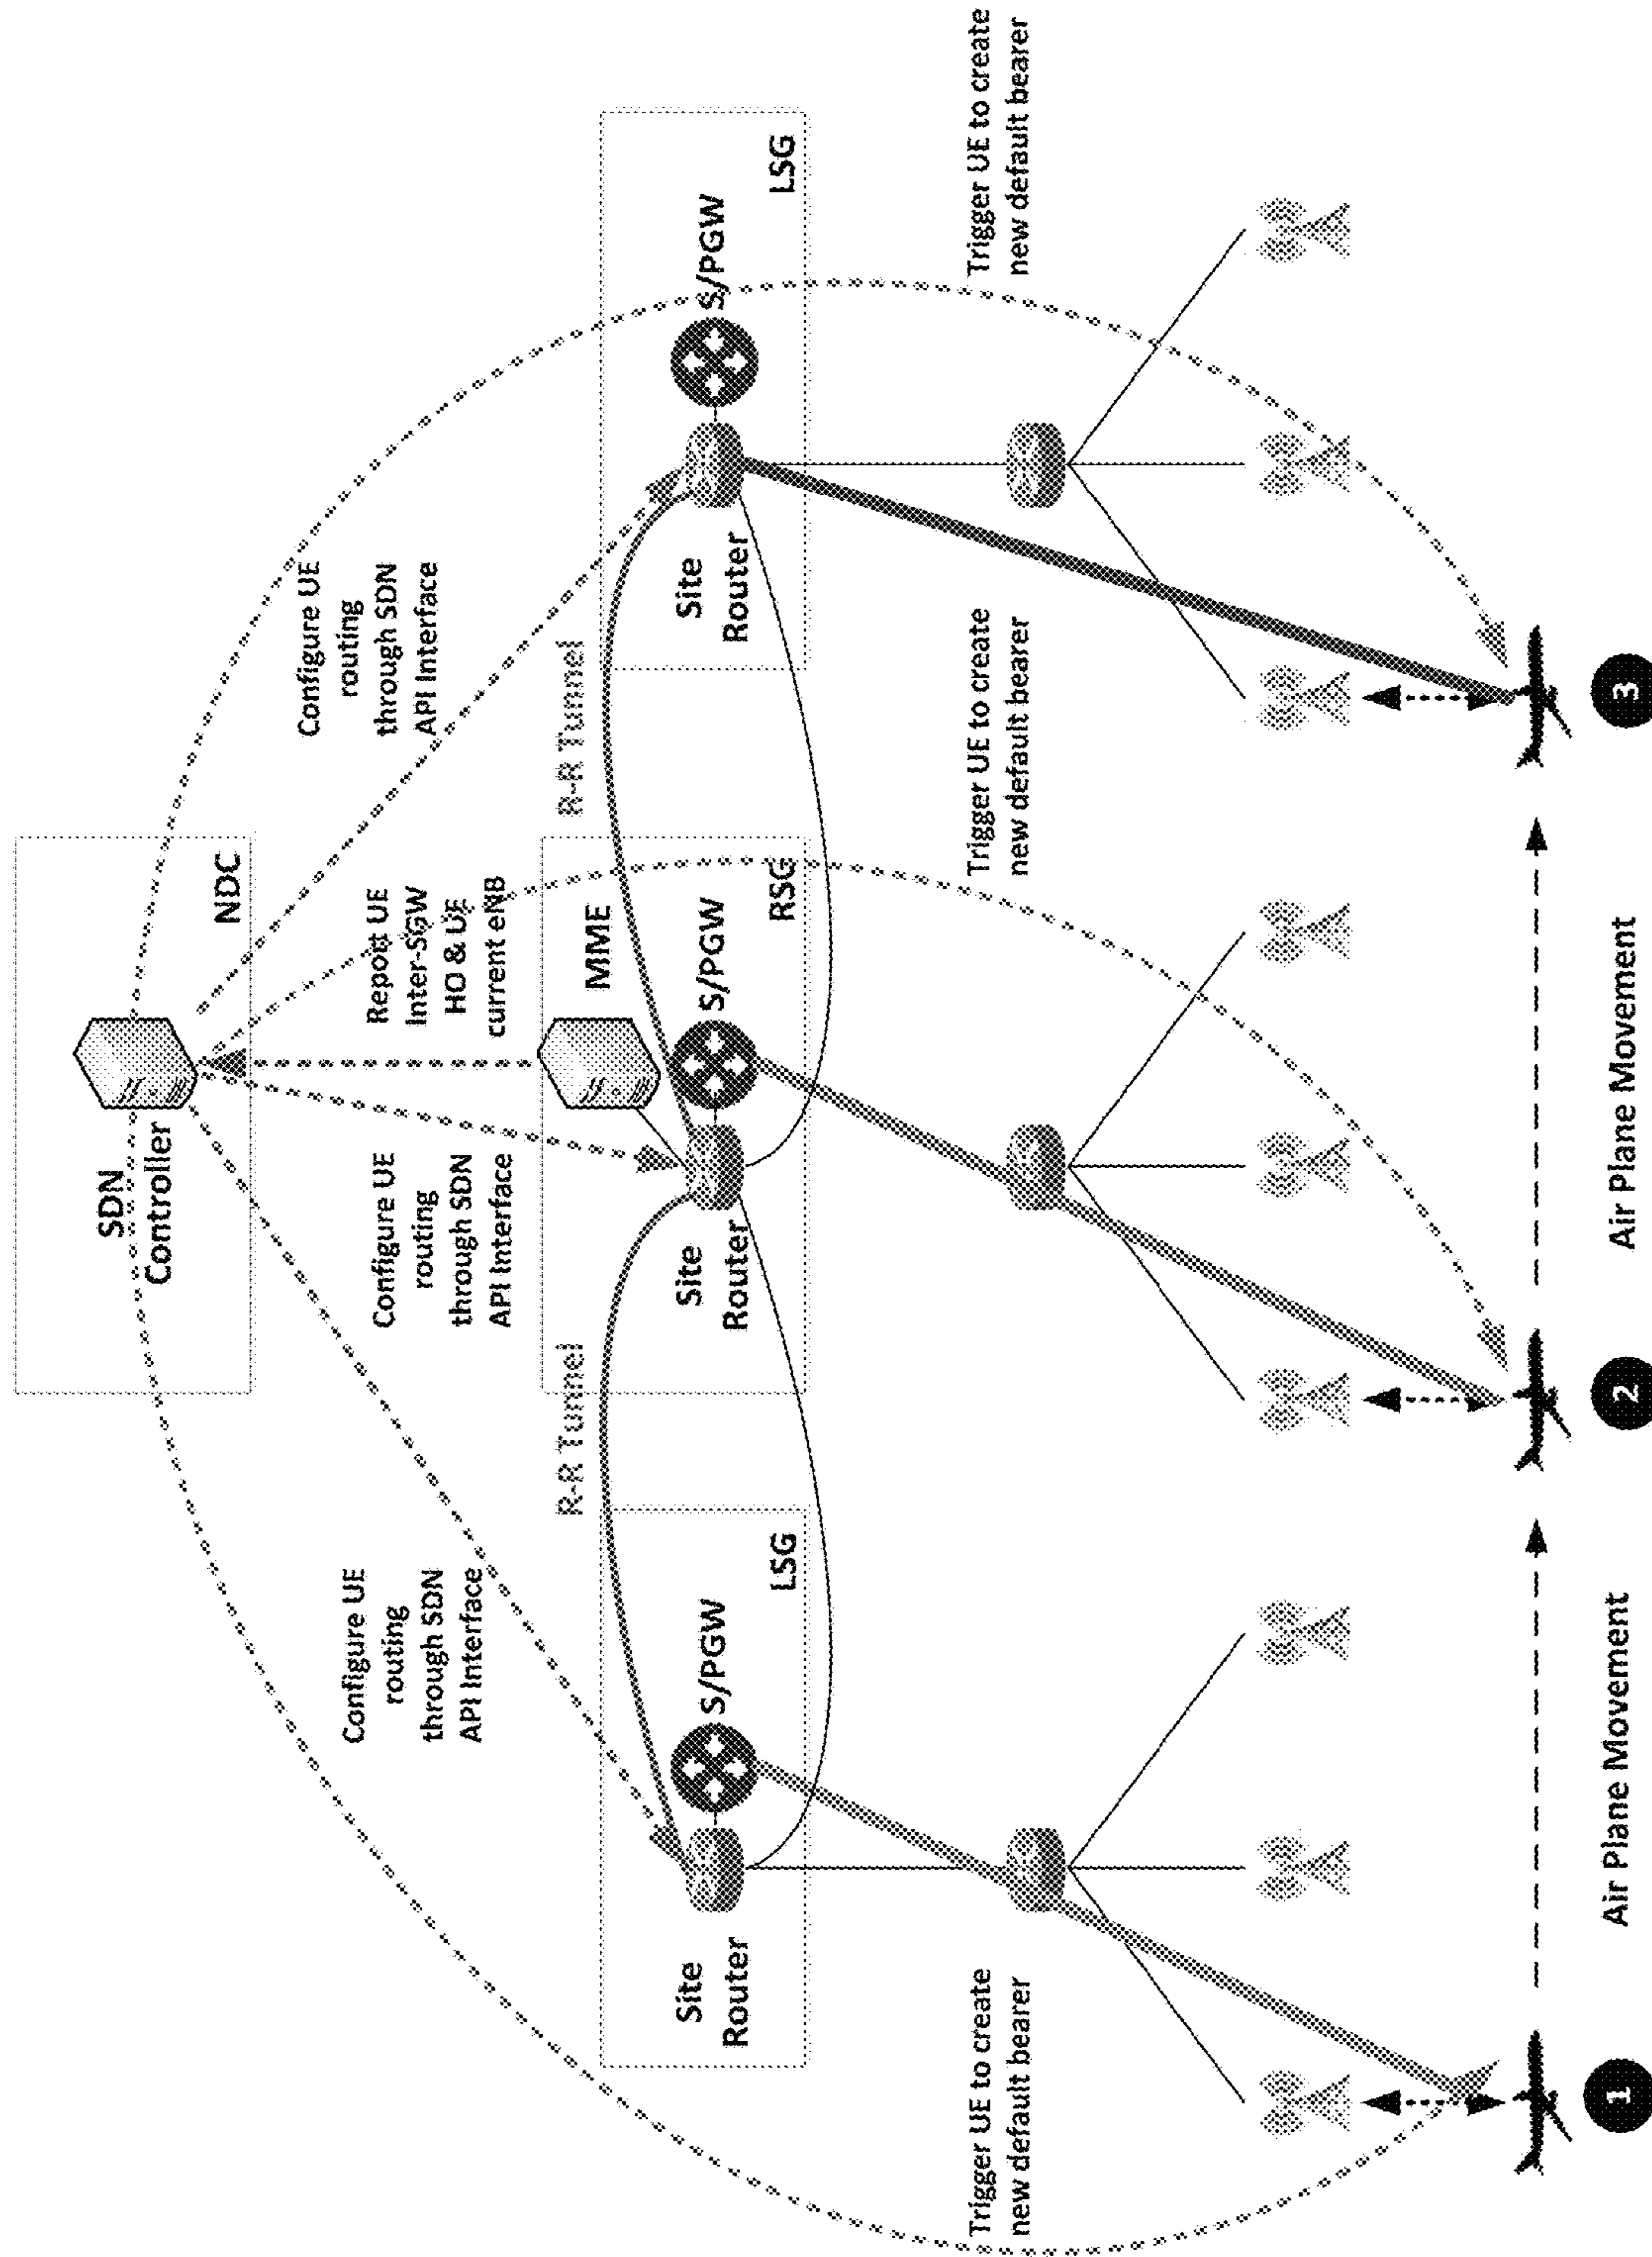 SDN
Controller
NDC
Configure UE
routing
through SDN
API Interface
Configure UE
routing
through SDN
API Interface
Report UE
Inter-SGW
HO & UE
current eNB
Configure UE
routing
through SDN
API Interface
R-R Tunnel
R-R Tunnel
Site
Router
S/PGW
LSG
Site
Router
MME
S/PGW
RSG
Site
Router
S/PGW
LSG
Trigger UE to create
new default bearer
Trigger UE to create
new default bearer
Trigger UE to create
new default bearer
1
Air Plane Movement
2
Air Plane Movement
3